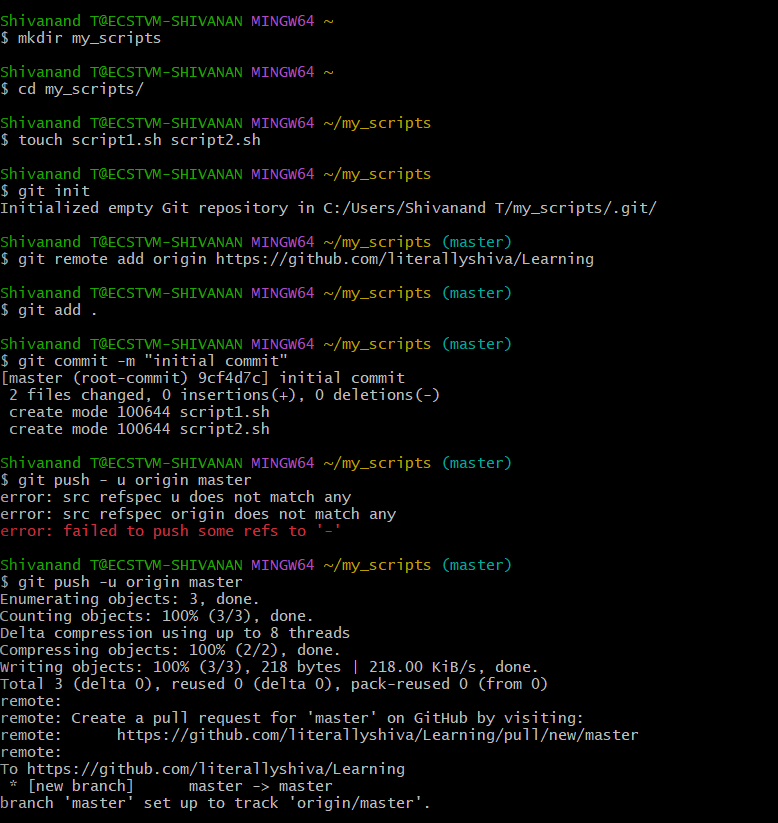 Shivanand T@ECSTVM-SHIVANAN MINGW64 ~
$ mkdir my_scripts
Shivanand T@ECSTVM-SHIVANAN MINGW64 ~
$ cd my_scripts/
Shivanand T@ECSTVM-SHIVANAN MINGW64 ~/my_scripts
$ touch script1.sh script2.sh
Shivanand T@ECSTVM-SHIVANAN MINGW64 ~/my_scripts
$ git init
Initialized empty Git repository in C:/Users/Shivanand T/my_scripts/.git/
Shivanand T@ECSTVM-SHIVANAN MINGW64 ~/my_scripts (master)
$ git remote add origin https://github.com/literallyshiva/Learning
Shivanand T@ECSTVM-SHIVANAN MINGW64 ~/my_scripts (master)
$ git add .
Shivanand T@ECSTVM-SHIVANAN MINGW64 ~/my_scripts (master)
$ git commit -m "initial commit"
[master (root-commit) 9cf4d7c] initial commit
 2 files changed, 0 insertions(+), 0 deletions(-)
 create mode 100644 script1.sh
 create mode 100644 script2.sh
Shivanand T@ECSTVM-SHIVANAN MINGW64 ~/my_scripts (master)
$ git push - u origin master
error: src refspec u does not match any
error: src refspec origin does not match any
error: failed to push some refs to '-'
Shivanand T@ECSTVM-SHIVANAN MINGW64 ~/my_scripts (master)
$ git push -u origin master
Enumerating objects: 3, done.
Counting objects: 100% (3/3), done.
Delta compression using up to 8 threads
Compressing objects: 100% (2/2), done.
Writing objects: 100% (3/3), 218 bytes | 218.00 KiB/s, done.
Total 3 (delta 0), reused 0 (delta 0), pack-reused 0 (from 0)
remote:
remote: Create a pull request for 'master' on GitHub by visiting:
remote:      https://github.com/literallyshiva/Learning/pull/new/master
remote:
To https://github.com/literallyshiva/Learning
 * [new branch]      master -> master
branch 'master' set up to track 'origin/master'.